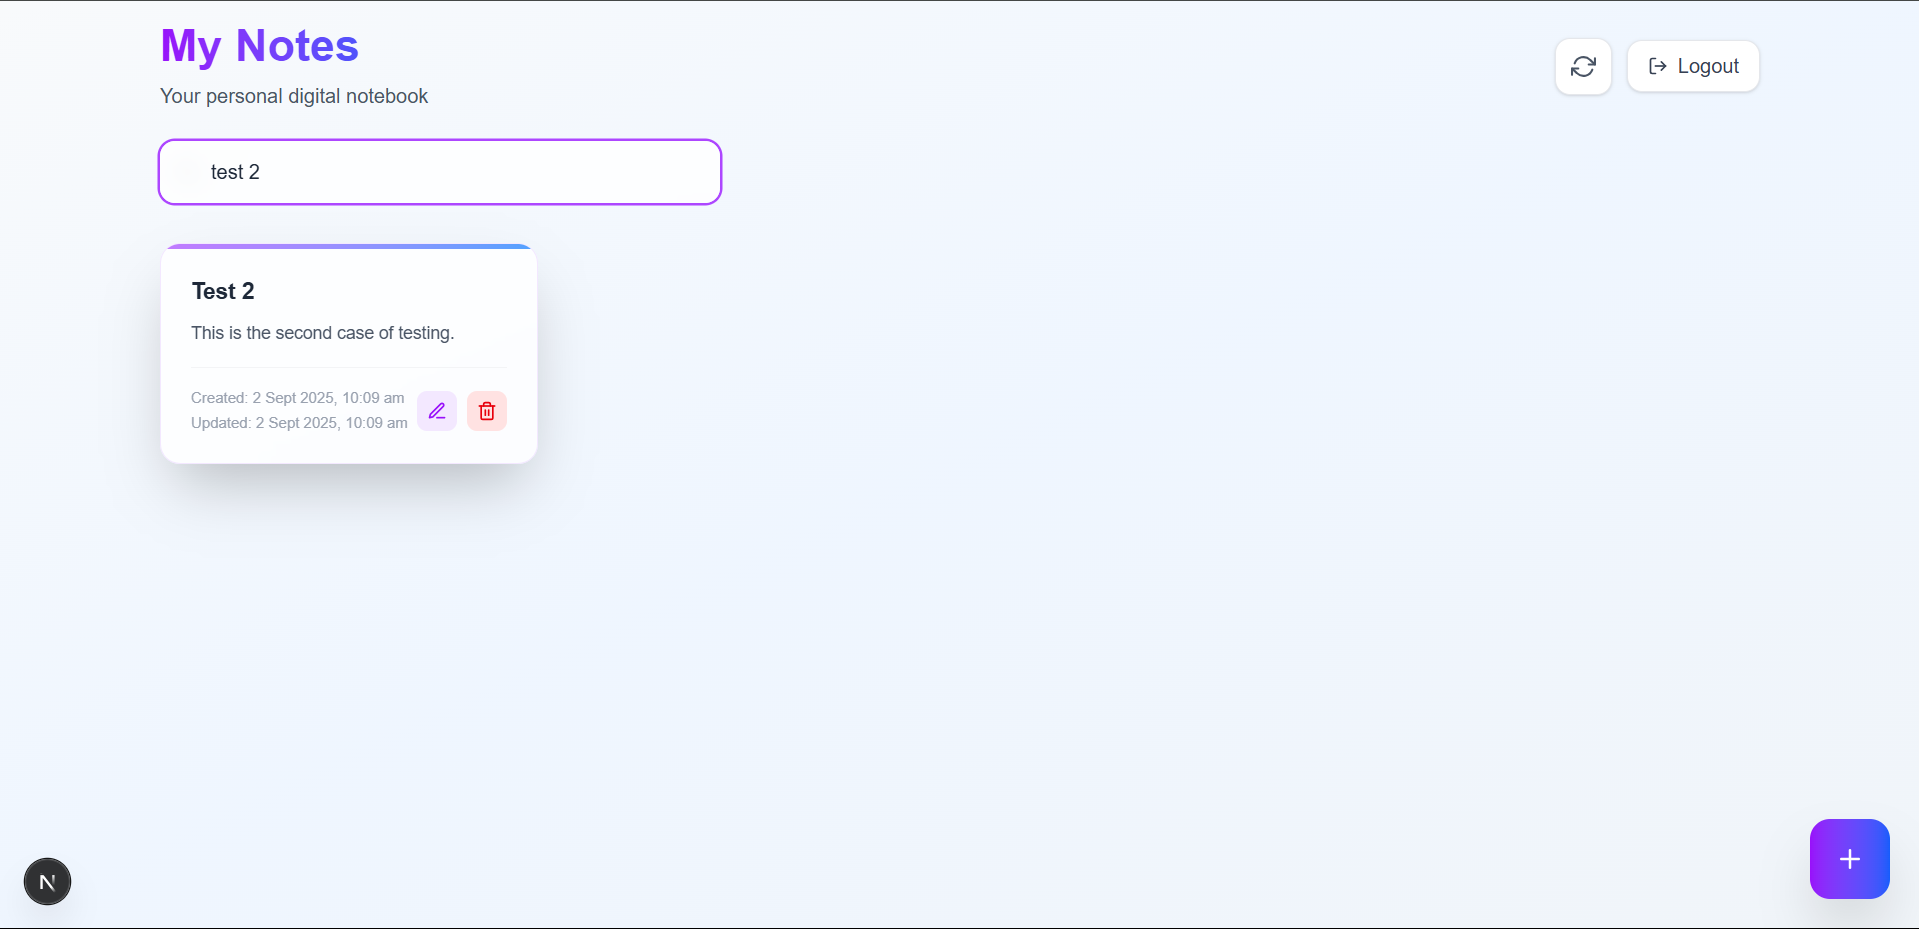 My Notes
Your personal digital notebook
Logout
test 2
Test 2
This is the second case of testing.
Created: 2 Sept 2025, 10:09 am
Updated: 2 Sept 2025, 10:09 am
N